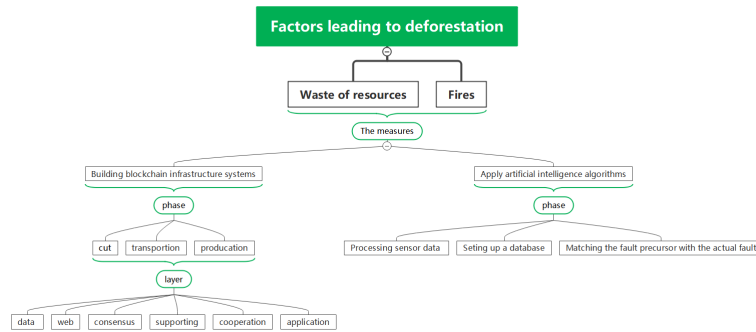 Factors leading to deforestation
Waste of resources
Fires
The measures
Building blockchain infrastructure systems
Apply artificial intelligence algorithms
phase
phase
cut
transportion
producation
Processing sensor data
Seting up a database
Matching the fault precursor with the actual fault
layer
data
web
consensus
supporting
cooperation
application